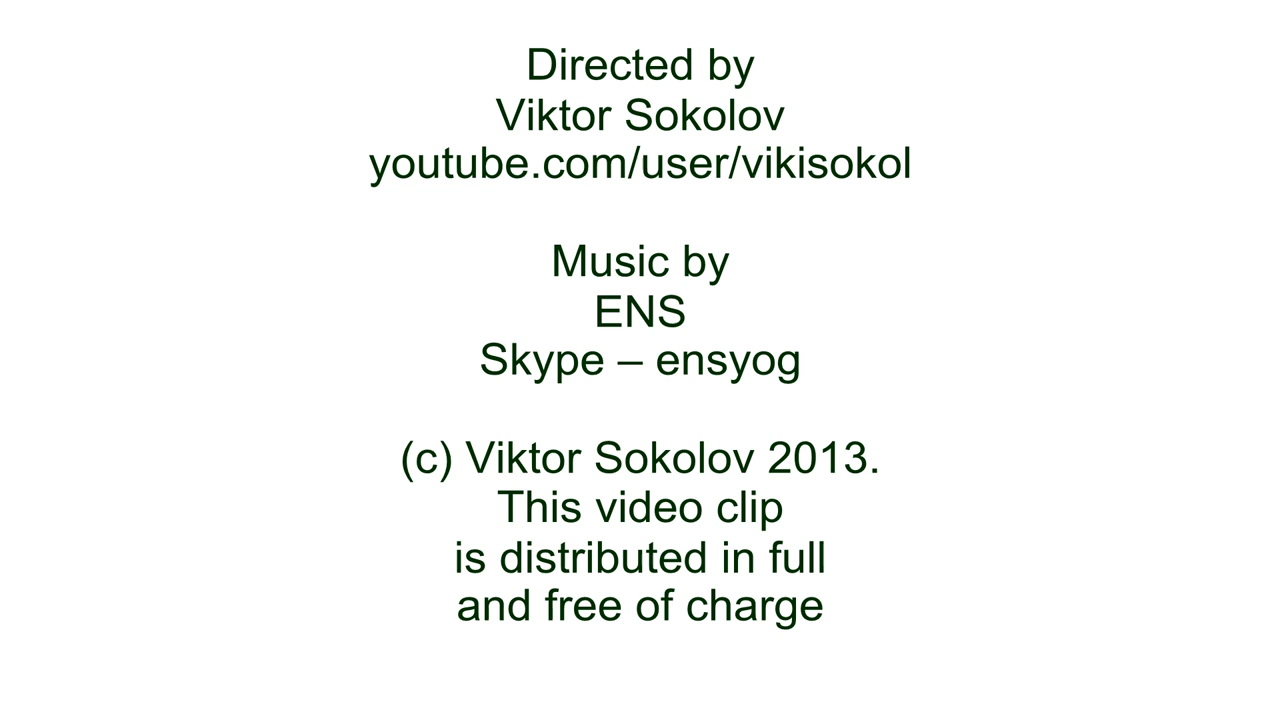 Directed by
Viktor Sokolov
youtube.com/user/vikisokol
Music by
ENS
Skype – ensyog
(c) Viktor Sokolov 2013.
This video clip
is distributed in full
and free of charge